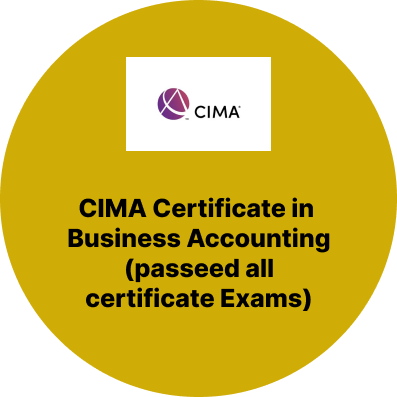 CIMA
CIMA Certificate in
Business Accounting
(passeed all
certificate Exams)